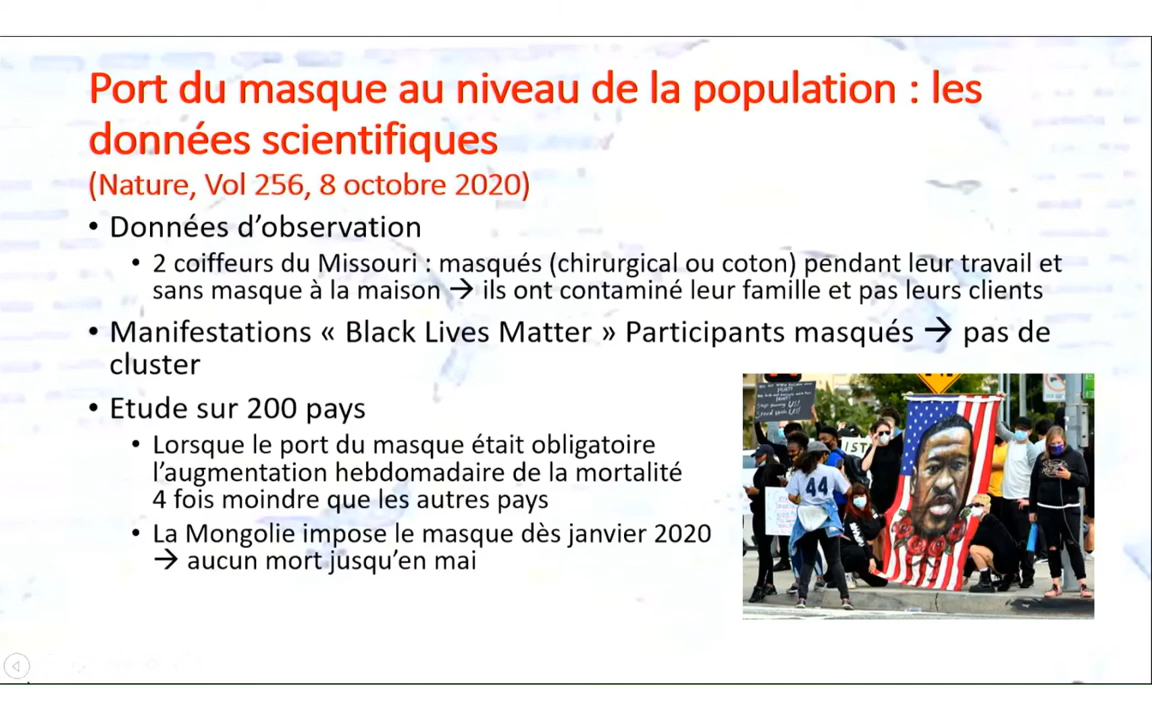 Port du masque au niveau de la population : les
données scientifiques
(Nature, Vol 256, 8 octobre 2020)
• Données d’observation
• 2 coiffeurs du Missouri : masqués (chirurgical ou coton) pendant leur travail et
sans masque à la maison → ils ont contaminé leur famille et pas leurs clients
• Manifestations « Black Lives Matter » Participants masqués → pas de
cluster
• Etude sur 200 pays
• Lorsque le port du masque était obligatoire
l’augmentation hebdomadaire de la mortalité
4 fois moindre que les autres pays
• La Mongolie impose le masque dès janvier 2020
→ aucun mort jusqu’en mai
44